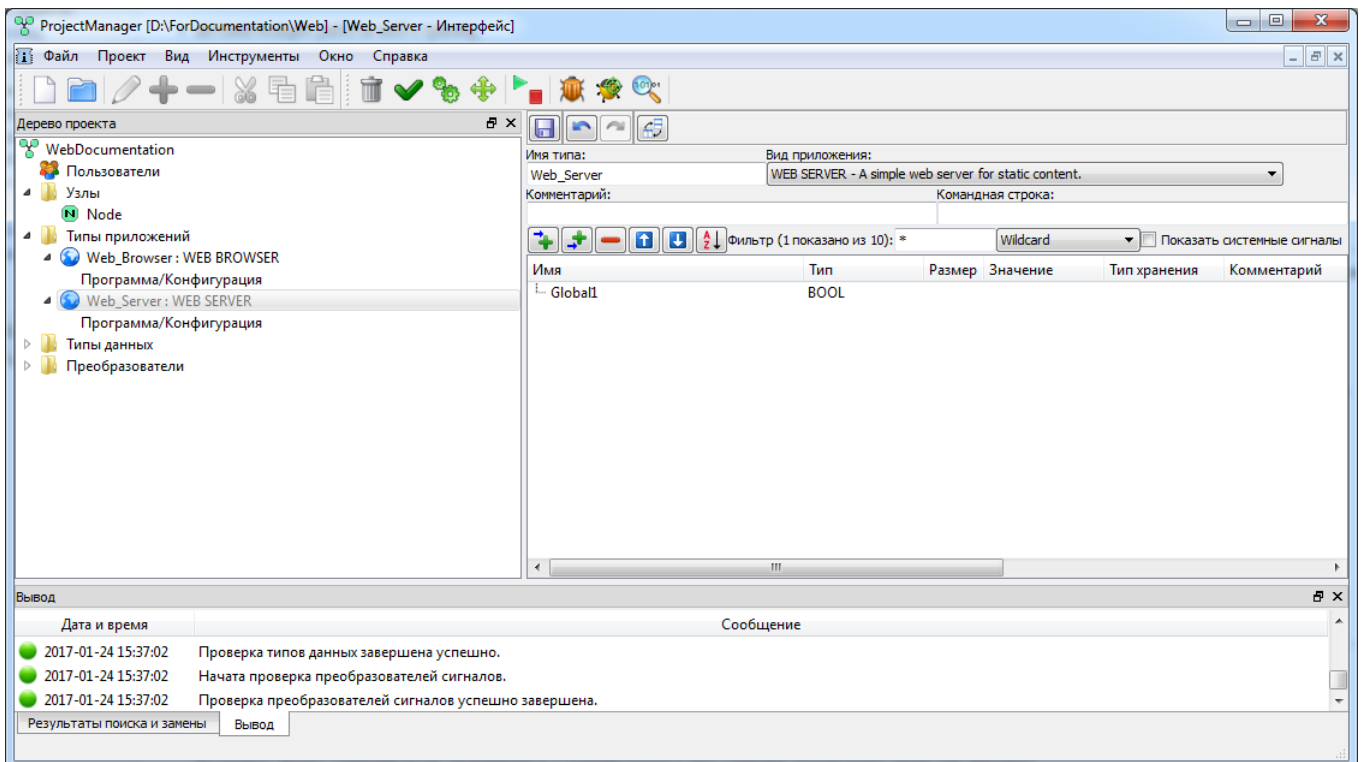 ProjectManager [D:\ForDocumentation\Web] - [Web_Server - Интерфейс]
Файл Проект Вид Инструменты Окно Справка
Дерево проекта
WebDocumentation
Пользователи
Узлы
N Node
Типы приложений
Web_Browser : WEB BROWSER
Программа/Конфигурация
Web_Server : WEB SERVER
Программа/Конфигурация
Типы данных
Преобразователи
Имя типа: Вид приложения:
Web_Server WEB SERVER - A simple web server for static content.
Комментарий: Командная строка:
Фильтр (1 показано из 10): * Wildcard Показать системные сигналы
Имя Тип Размер Значение Тип хранения Комментарий
Global1 BOOL
Вывод
Дата и время Сообщение
2017-01-24 15:37:02 Проверка типов данных завершена успешно.
2017-01-24 15:37:02 Начата проверка преобразователей сигналов.
2017-01-24 15:37:02 Проверка преобразователей сигналов успешно завершена.
Результаты поиска и замены Вывод